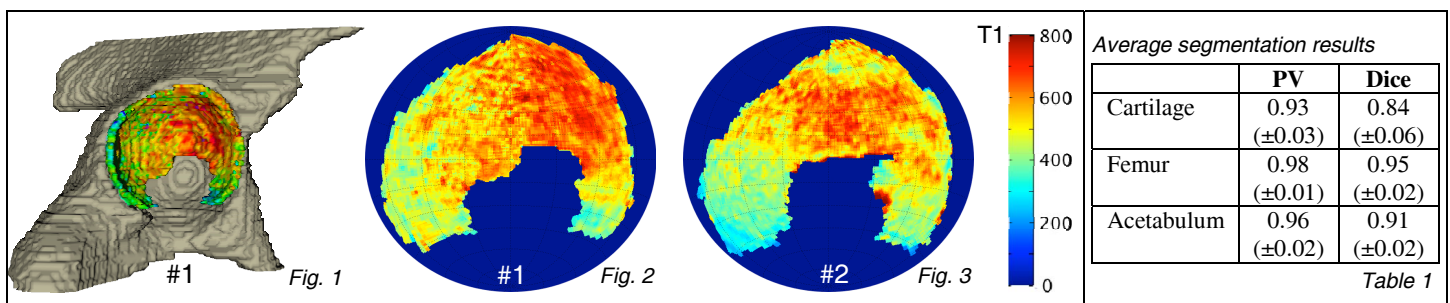 #1
Fig. 1
#1
Fig. 2
#2
Fig. 3
T1
800
600
400
200
0
Average segmentation results
PV Dice
Cartilage 0.93 0.84
(±0.03) (±0.06)
Femur 0.98 0.95
(±0.01) (±0.02)
Acetabulum 0.96 0.91
(±0.02) (±0.02)
Table 1